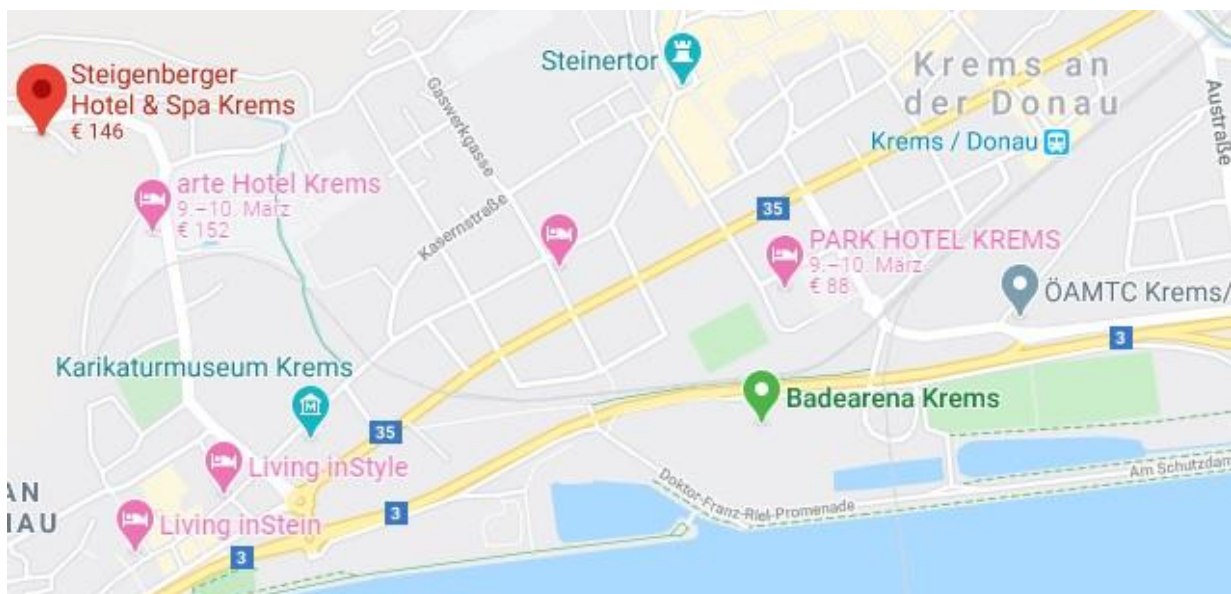 Steigenberger
Hotel & Spa Krems
€ 146
Steinertor
Krems an
der Donau
Krems / Donau
Austraße
Gaswerkgasse
arte Hotel Krems
9.–10. März
€ 152
Kasernstraße
35
PARK HOTEL KREMS
9.–10. März
€ 88
ÖAMTC Krems/
3
Karikaturmuseum Krems
M
Badearena Krems
35
Living inStyle
AN
NAU
3
Living inStein
3
Doktor-Franz-Riel-Promenade
Am Schutzdam